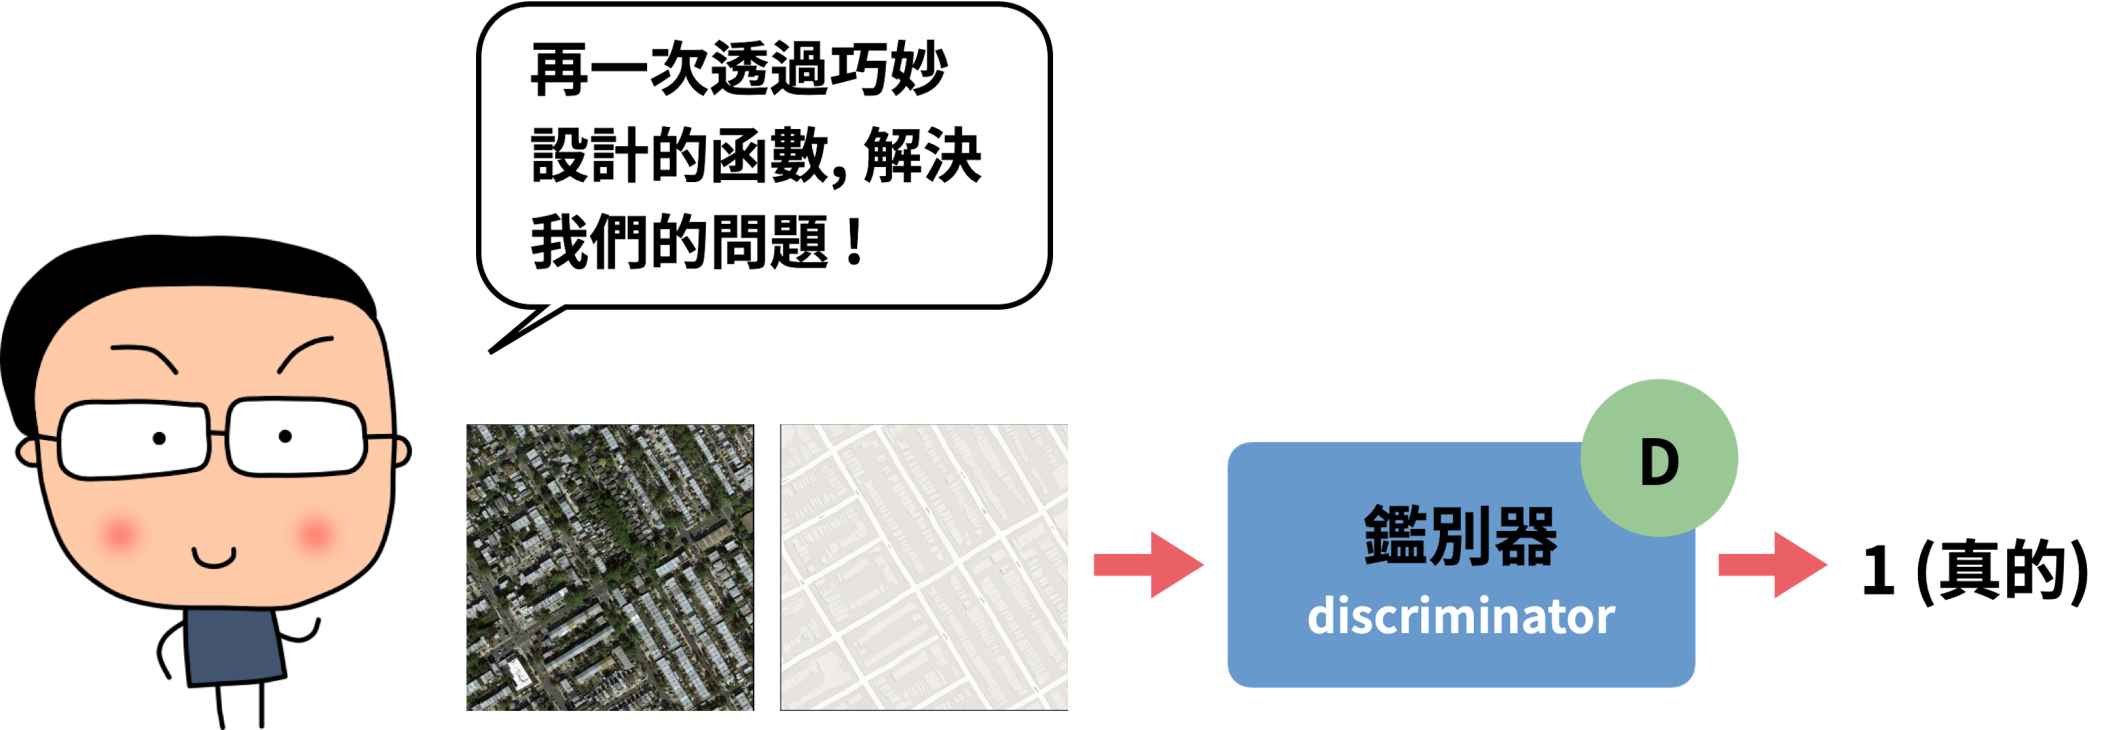 再一次透過巧妙
設計的函數, 解決
我們的問題！
D
鑑別器
discriminator
1 (真的)